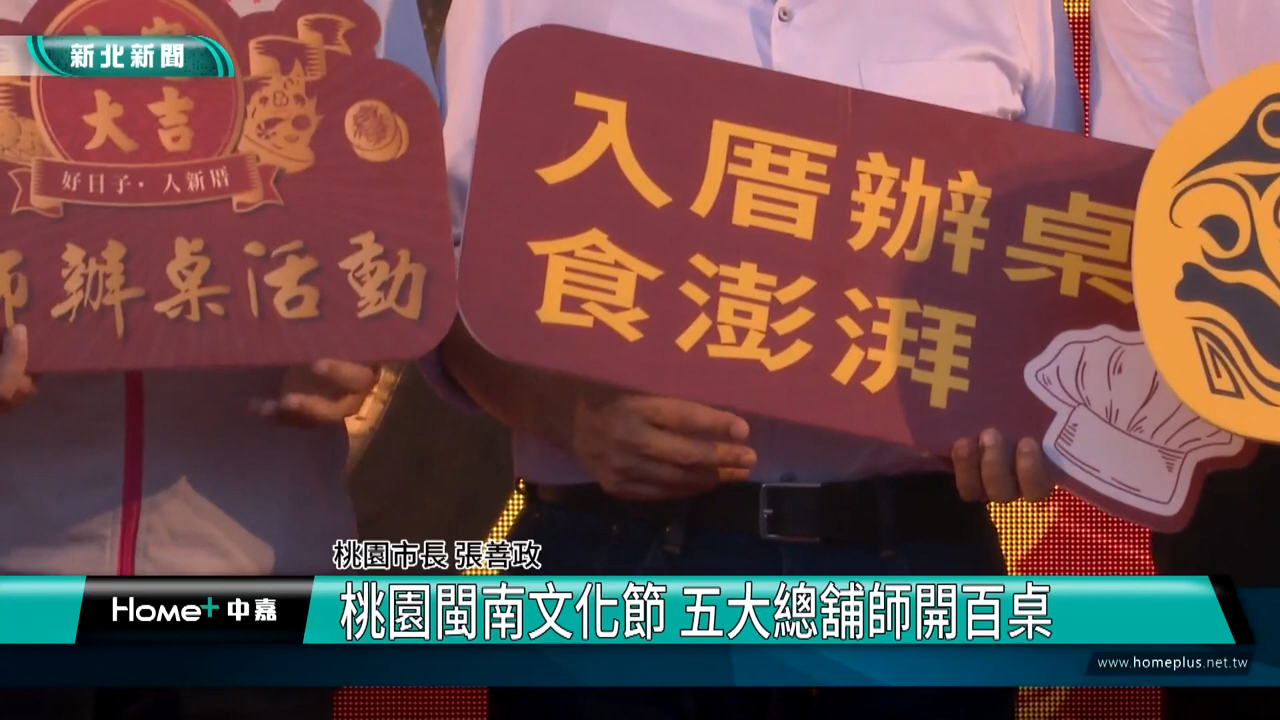 新北新聞
大吉
好日子·入新厝
師辦桌活動
入厝辦桌
食澎湃
桃園市長 張善政
Home+中嘉
桃園閩南文化節 五大總舖師開百桌
www.homeplus.net.tw